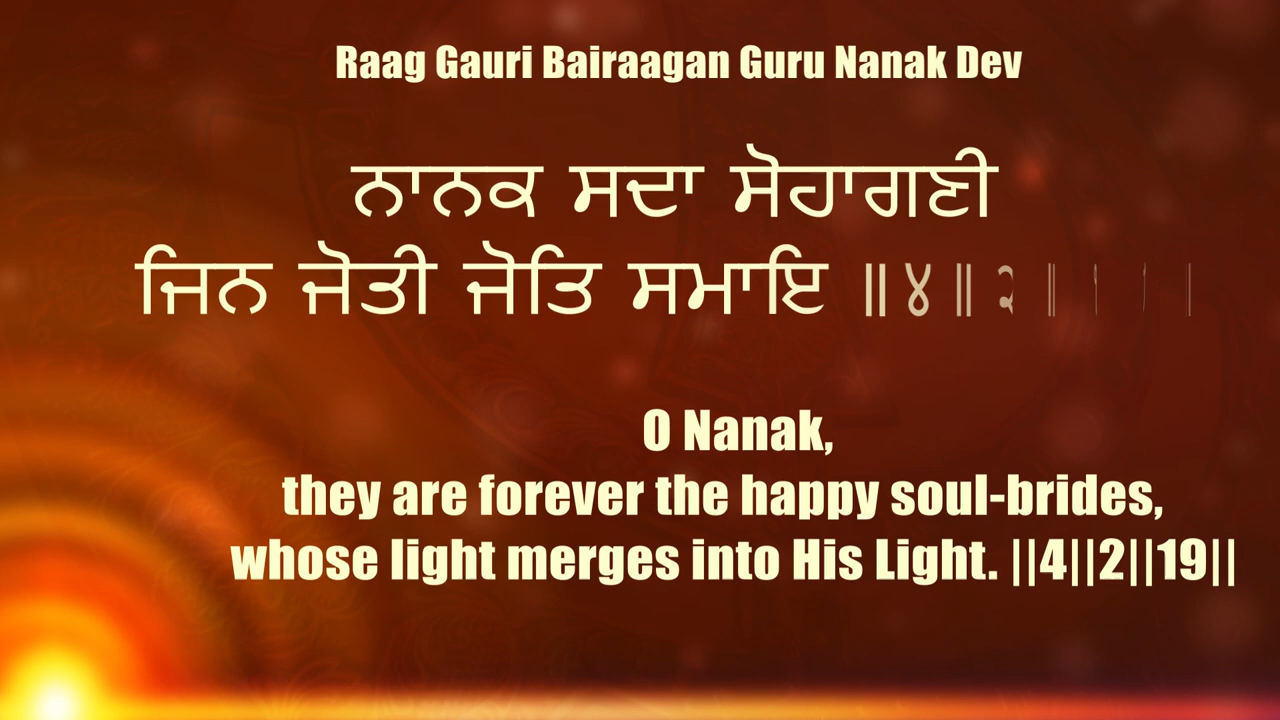 Raag Gauri Bairaagan Guru Nanak Dev
ਨਾਨਕ ਸਦਾ ਸੋਹਾਗਣੀ
ਜਿਨ ਜੋਤੀ ਜੋਤਿ ਸਮਾਇ ॥੪॥੨॥
O Nanak,
they are forever the happy soul-brides,
whose light merges into His Light. ||4||2||19||